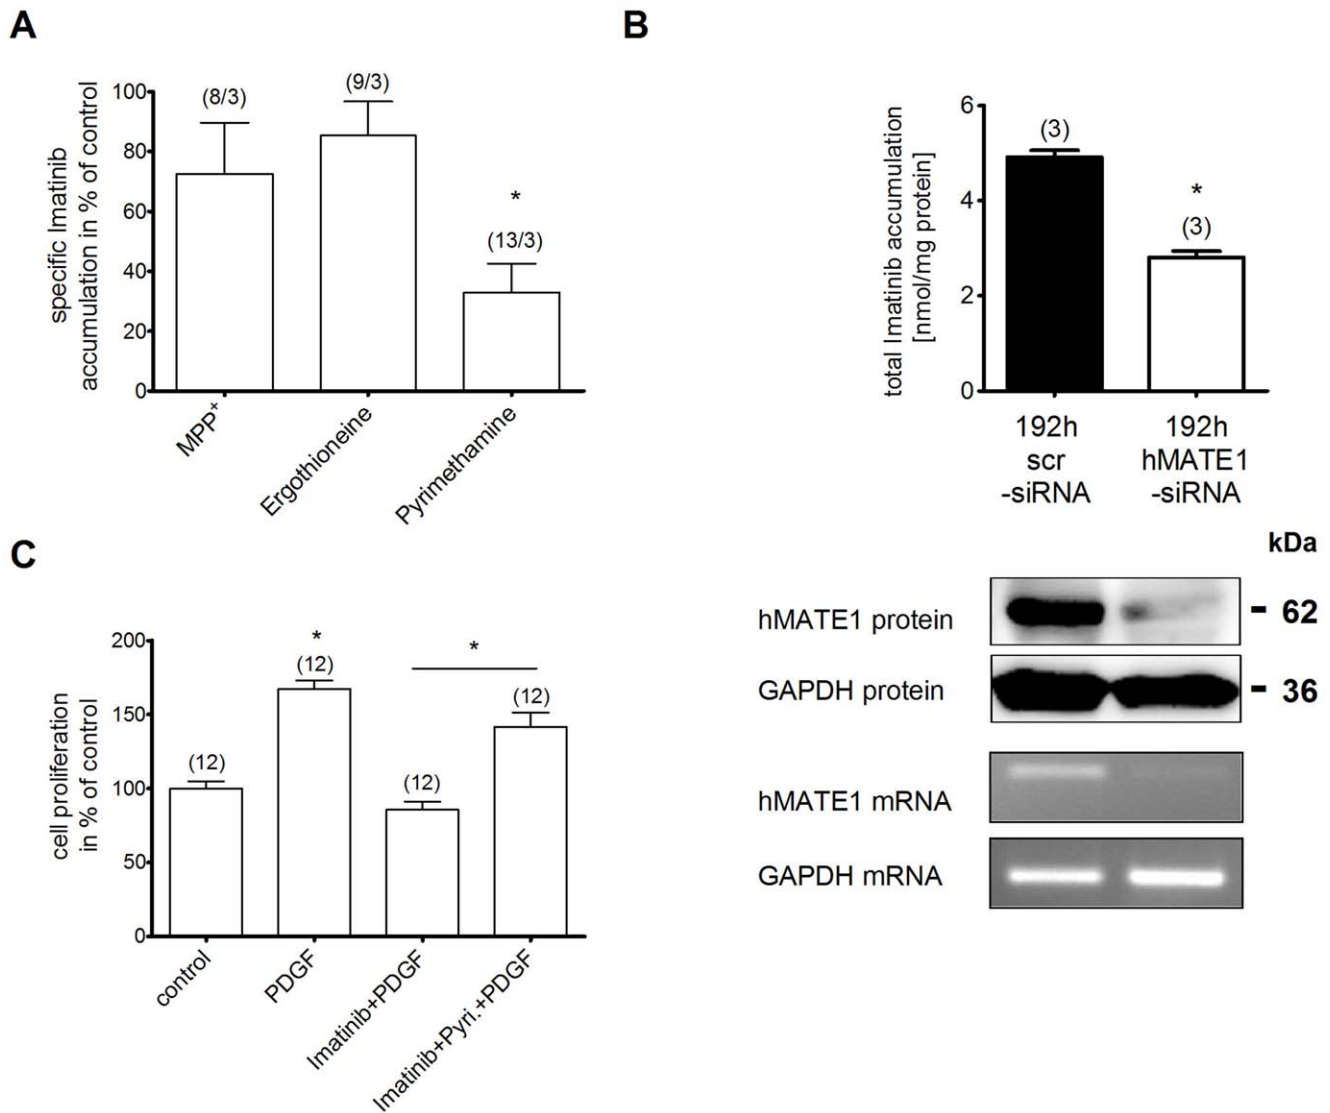 A
specific Imatinib
accumulation in % of control
100
80
60
40
20
0
(8/3)
(9/3)
*
(13/3)
MPP+
Ergothioneine
Pyrimethamine
B
total Imatinib accumulation
[nmol/mg protein]
6
4
2
0
(3)
*
(3)
192h
scr
-siRNA
192h
hMATE1
-siRNA
kDa
hMATE1 protein
- 62
GAPDH protein
- 36
hMATE1 mRNA
GAPDH mRNA
C
cell proliferation
in % of control
200
150
100
50
0
(12)
*
(12)
(12)
*
(12)
control
PDGF
Imatinib+PDGF
Imatinib+Pyri.+PDGF